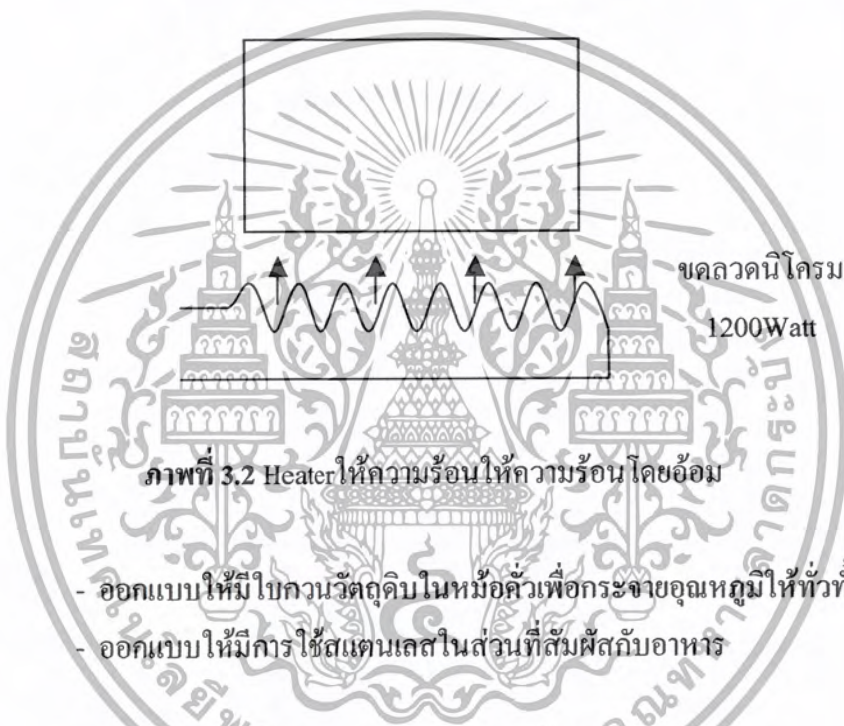 ขดลวดนิโครม
1200Watt
ภาพที่ 3.2 Heaterให้ความร้อนให้ความร้อนโดยอ้อม
- ออกแบบให้มีใบกวนวัตถุดิบในหม้อคั่วเพื่อกระจายอุณหภูมิให้ทั่วทั้
- ออกแบบให้มีการใช้สแตนเลสในส่วนที่สัมผัสกับอาหาร